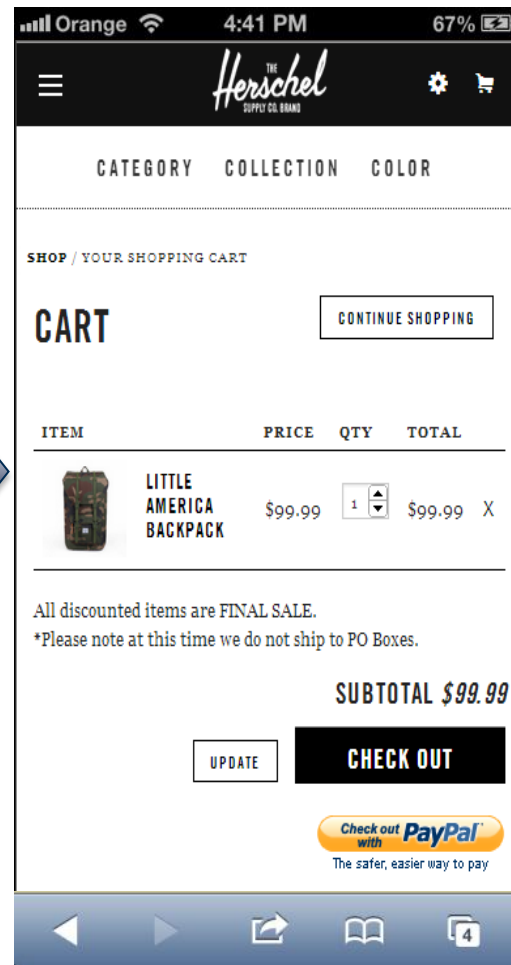 Orange 4:41 PM 67%
THE
Herschel
SUPPLY CO. BRAND
CATEGORY COLLECTION COLOR
SHOP / YOUR SHOPPING CART
CART
CONTINUE SHOPPING
ITEM PRICE QTY TOTAL
LITTLE
AMERICA
BACKPACK
$99.99 1 $99.99 X
All discounted items are FINAL SALE.
*Please note at this time we do not ship to PO Boxes.
SUBTOTAL $99.99
UPDATE
CHECK OUT
Check out
with PayPal
The safer, easier way to pay
4